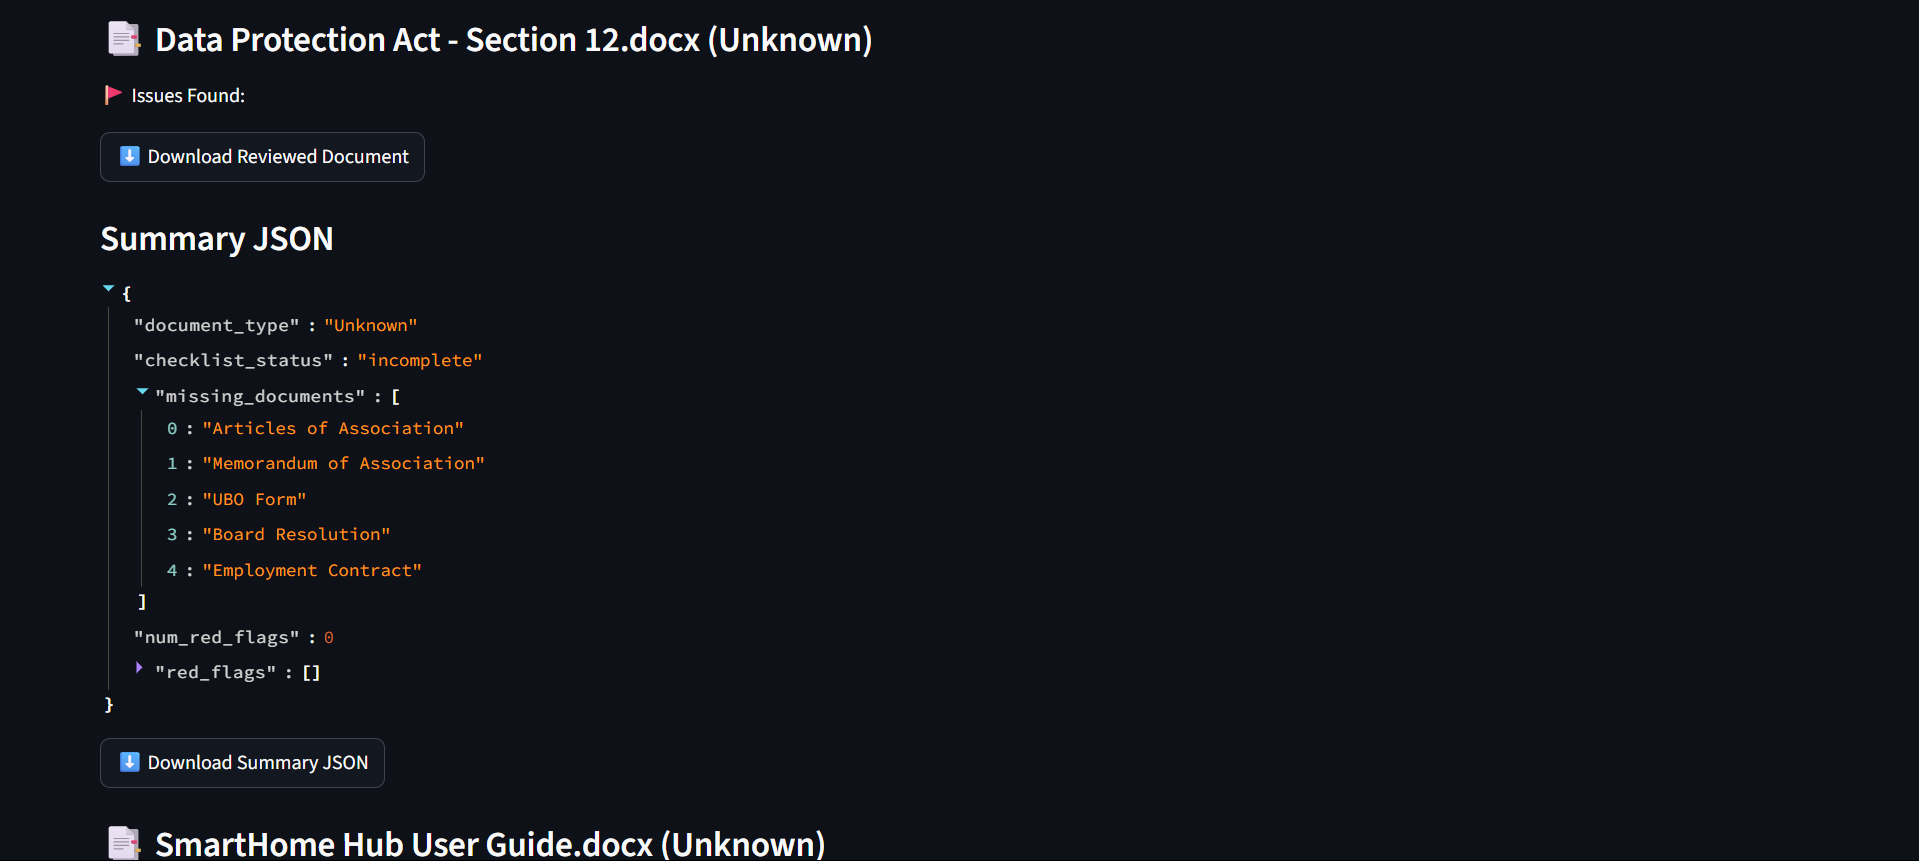 Data Protection Act - Section 12.docx (Unknown)
Issues Found:
Download Reviewed Document
Summary JSON
{
"document_type" : "Unknown"
"checklist_status" : "incomplete"
"missing_documents" : [
0 : "Articles of Association"
1 : "Memorandum of Association"
2 : "UBO Form"
3 : "Board Resolution"
4 : "Employment Contract"
]
"num_red_flags" : 0
"red_flags" : []
}
Download Summary JSON
SmartHome Hub User Guide.docx (Unknown)